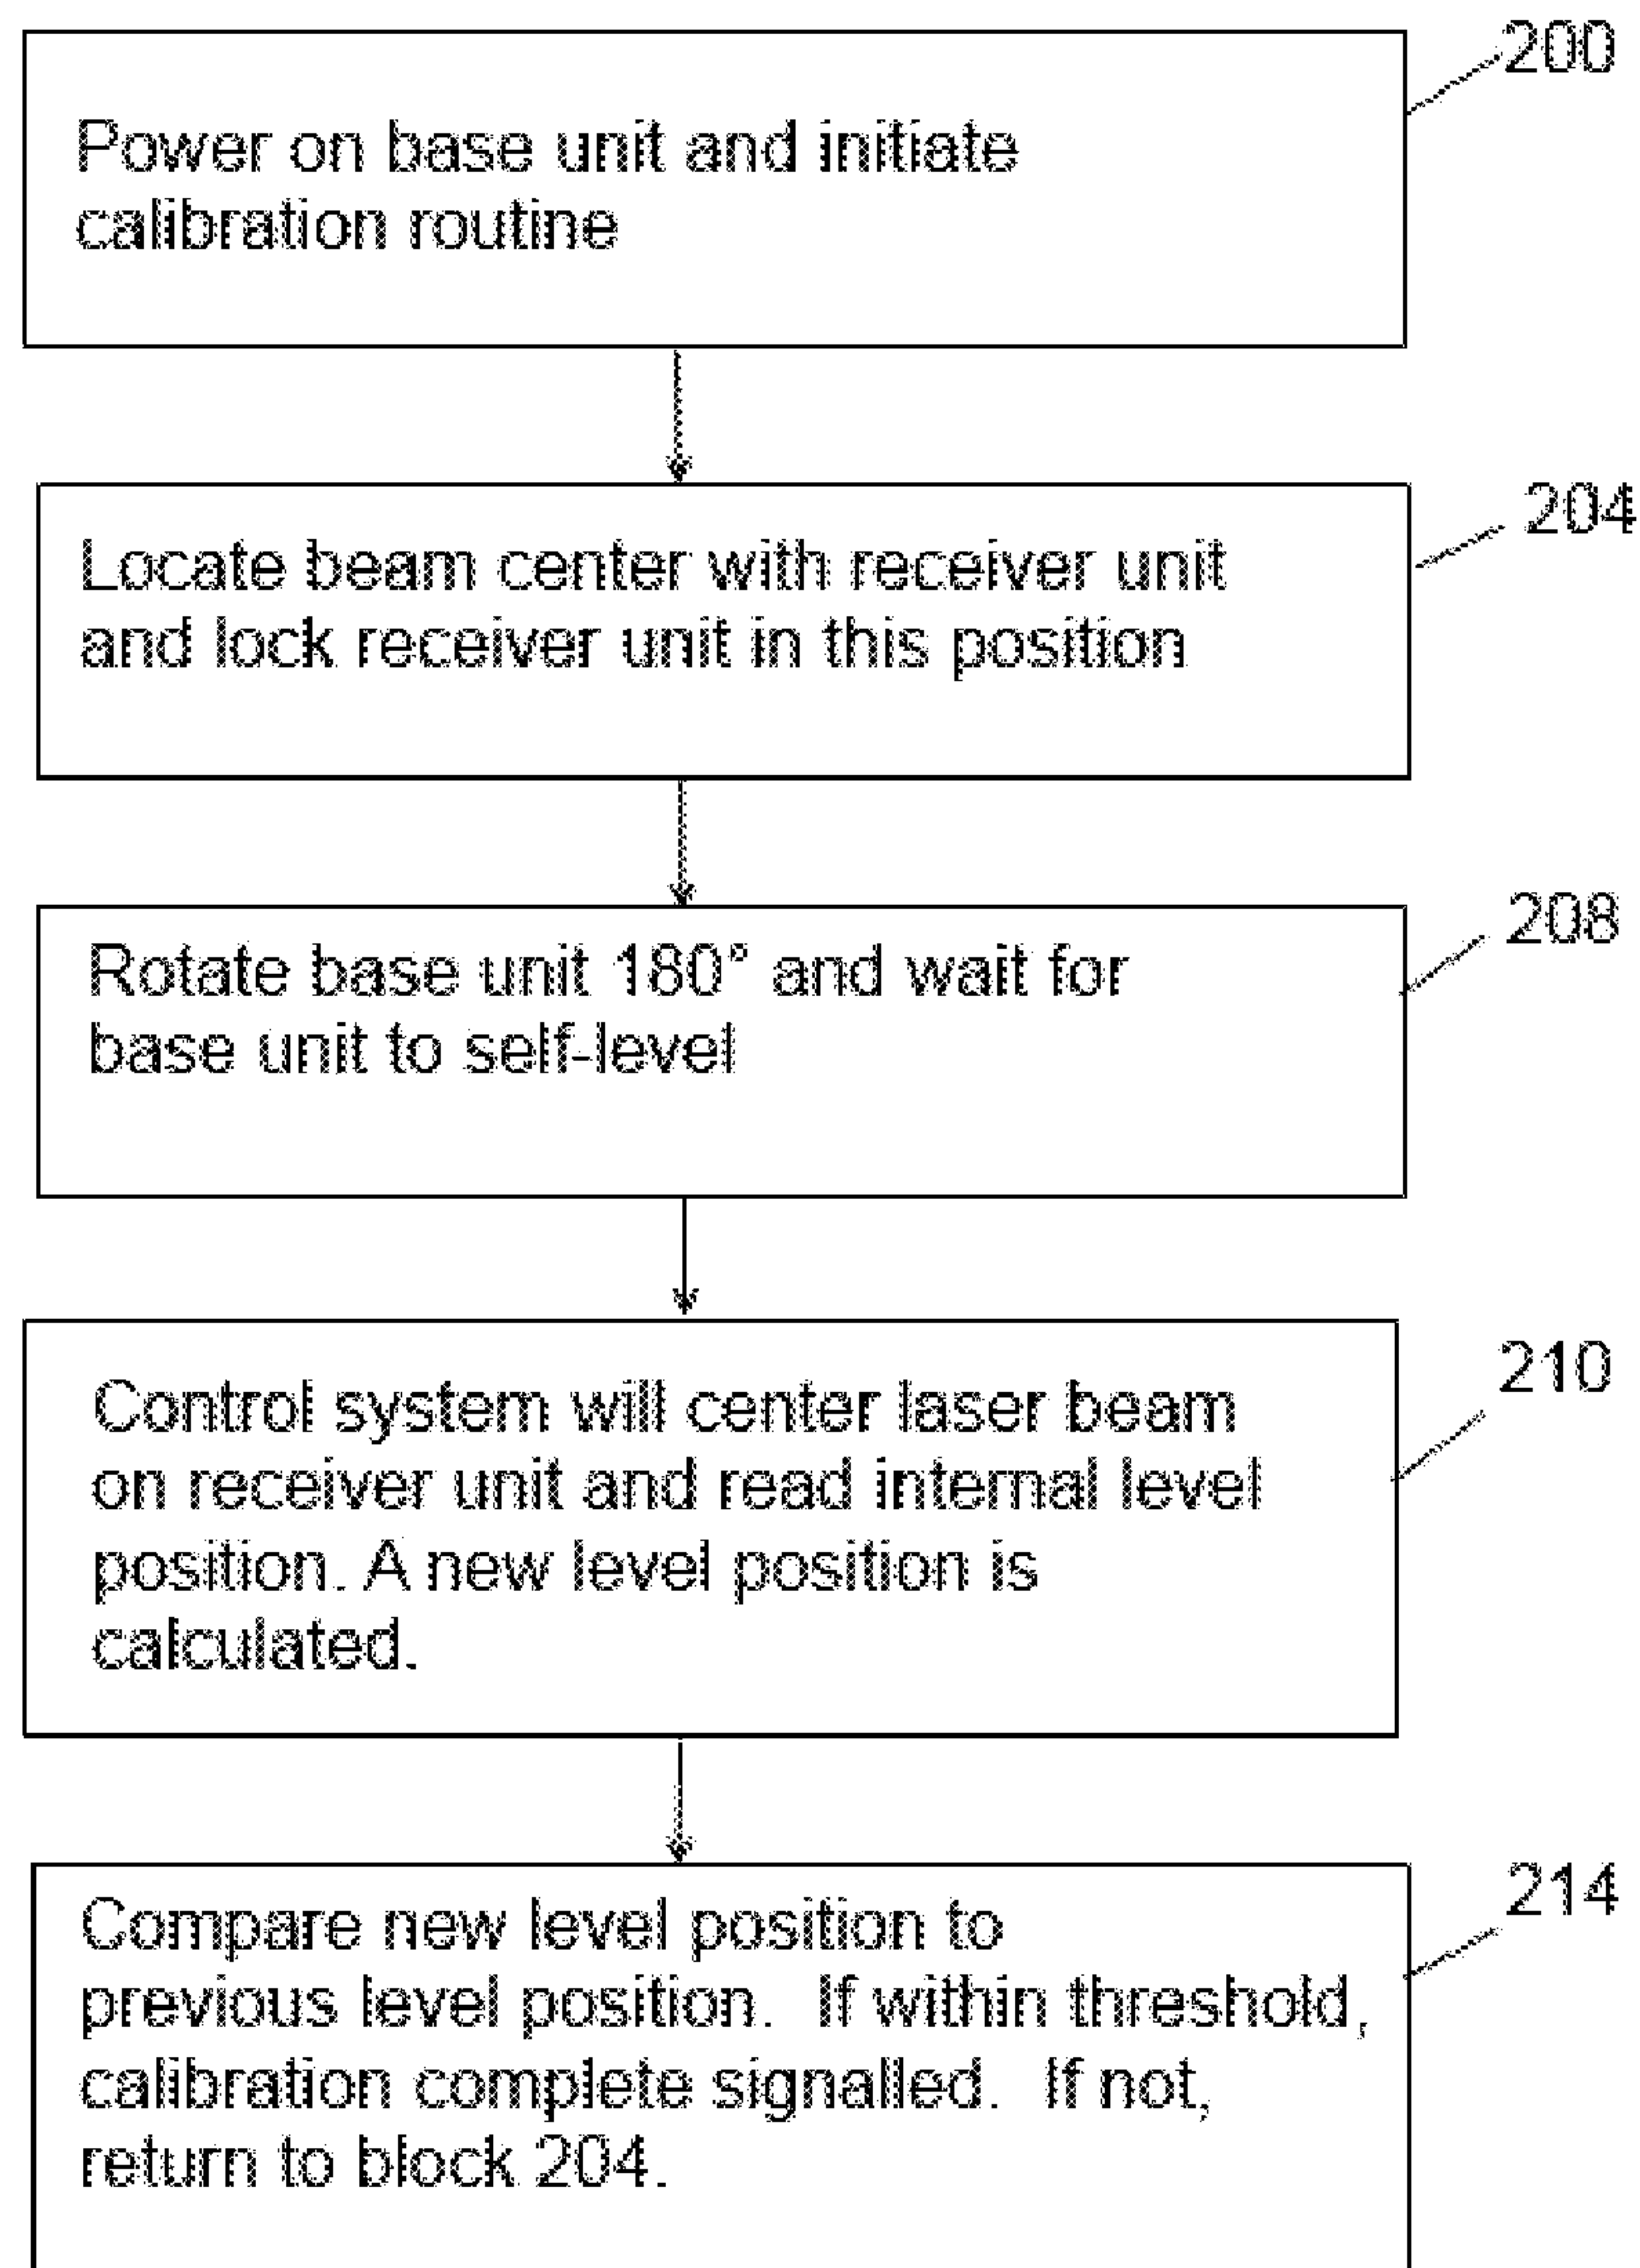 200
Power on base unit and initiate
calibration routine
204
Locate beam center with receiver unit
and lock receiver unit in this position
208
Rotate base unit 180° and wait for
base unit to self-level
210
Control system will center laser beam
on receiver unit and read internal level
position. A new level position is
calculated.
214
Compare new level position to
previous level position. If within threshold,
calibration complete signalled. If not,
return to block 204.